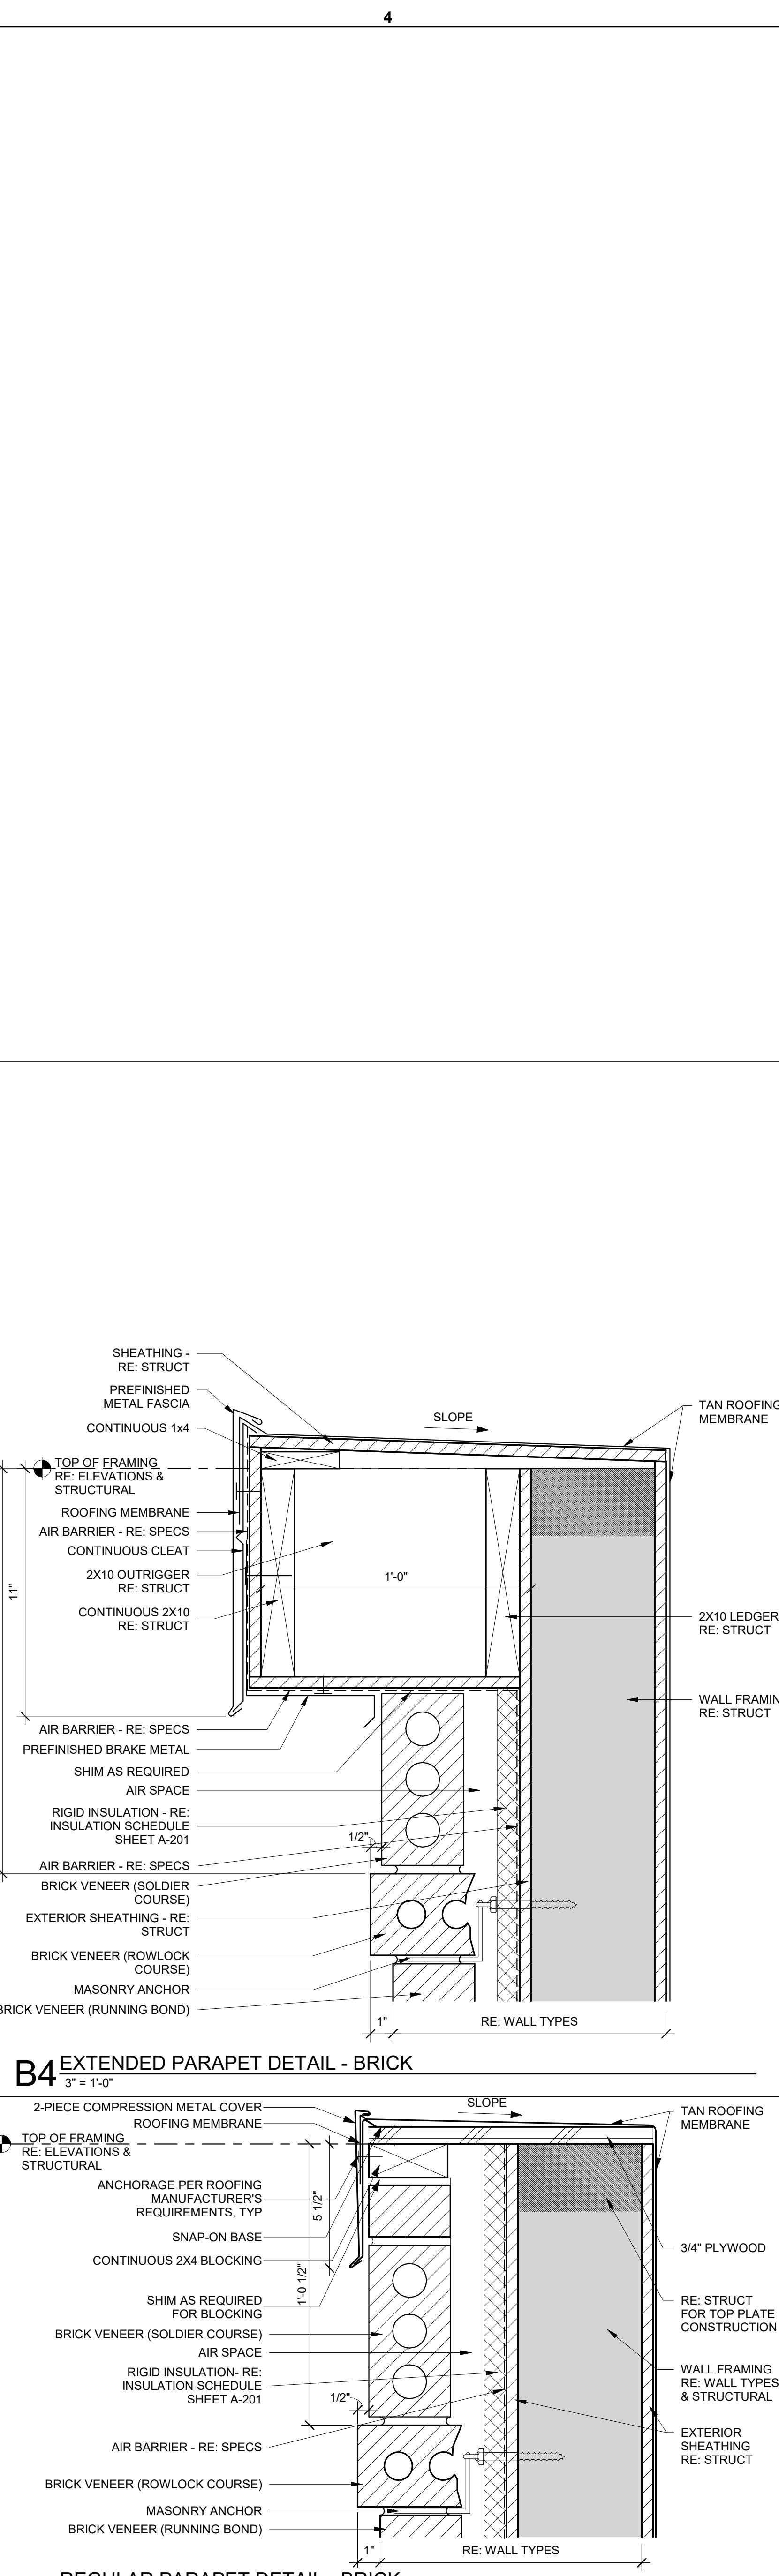 4
SHEATHING -
RE: STRUCT
PREFINISHED
METAL FASCIA
CONTINUOUS 1x4
SLOPE
TAN ROOFING
MEMBRANE
TOP OF FRAMING
RE: ELEVATIONS &
STRUCTURAL
ROOFING MEMBRANE
AIR BARRIER - RE: SPECS
CONTINUOUS CLEAT
2X10 OUTRIGGER
RE: STRUCT
CONTINUOUS 2X10
RE: STRUCT
11"
1'-0"
2X10 LEDGER
RE: STRUCT
WALL FRAMIN
RE: STRUCT
AIR BARRIER - RE: SPECS
PREFINISHED BRAKE METAL
SHIM AS REQUIRED
AIR SPACE
RIGID INSULATION - RE:
INSULATION SCHEDULE
SHEET A-201
1/2"
AIR BARRIER - RE: SPECS
BRICK VENEER (SOLDIER
COURSE)
EXTERIOR SHEATHING - RE:
STRUCT
BRICK VENEER (ROWLOCK
COURSE)
MASONRY ANCHOR
BRICK VENEER (RUNNING BOND)
1"
RE: WALL TYPES
B4 EXTENDED PARAPET DETAIL - BRICK
3" = 1'-0"
2-PIECE COMPRESSION METAL COVER
ROOFING MEMBRANE
SLOPE
TAN ROOFING
MEMBRANE
TOP OF FRAMING
RE: ELEVATIONS &
STRUCTURAL
ANCHORAGE PER ROOFING
MANUFACTURER'S
REQUIREMENTS, TYP
SNAP-ON BASE
CONTINUOUS 2X4 BLOCKING
5 1/2"
1'-0 1/2"
SHIM AS REQUIRED
FOR BLOCKING
BRICK VENEER (SOLDIER COURSE)
AIR SPACE
RIGID INSULATION- RE:
INSULATION SCHEDULE
SHEET A-201
1/2"
AIR BARRIER - RE: SPECS
BRICK VENEER (ROWLOCK COURSE)
MASONRY ANCHOR
BRICK VENEER (RUNNING BOND)
3/4" PLYWOOD
RE: STRUCT
FOR TOP PLATE
CONSTRUCTION
WALL FRAMING
RE: WALL TYPES
& STRUCTURAL
EXTERIOR
SHEATHING
RE: STRUCT
1"
RE: WALL TYPES
REGULAR PARAPET DETAIL - BRICK